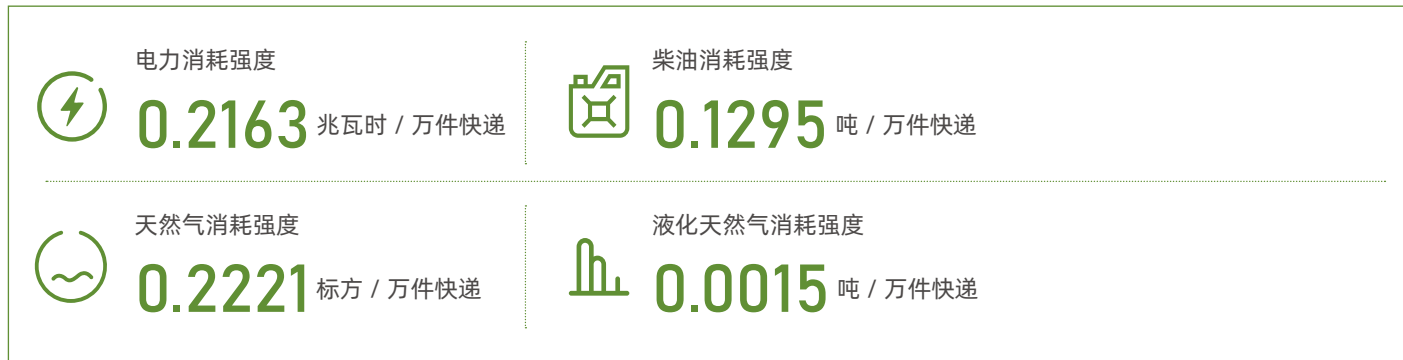 电力消耗强度
0.2163 兆瓦时 / 万件快递
柴油消耗强度
0.1295 吨 / 万件快递
天然气消耗强度
0.2221 标方 / 万件快递
液化天然气消耗强度
0.0015 吨 / 万件快递